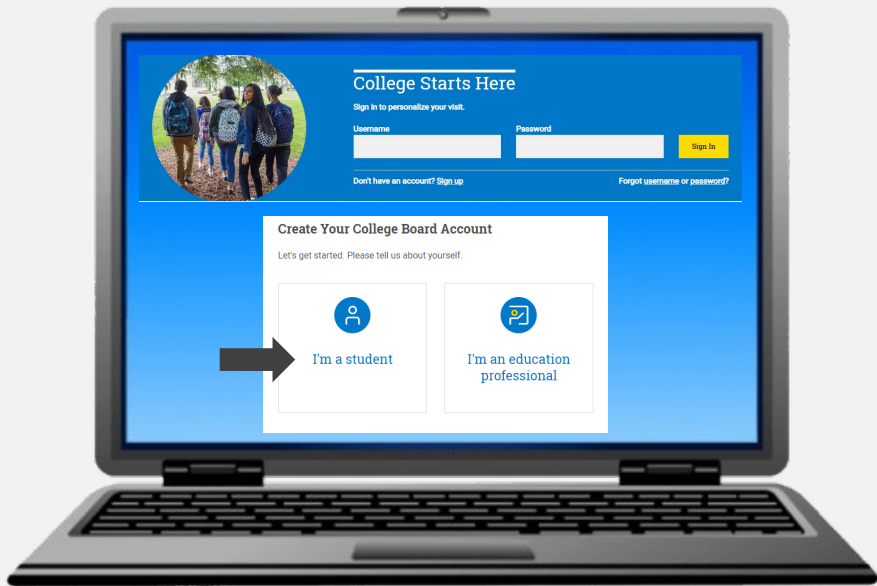 College Starts Here
Sign in to personalize your visit.
Username Password
Sign In
Don't have an account? Sign up
Forgot username or password?
Create Your College Board Account
Let's get started. Please tell us about yourself.
I'm a student
I'm an education
professional